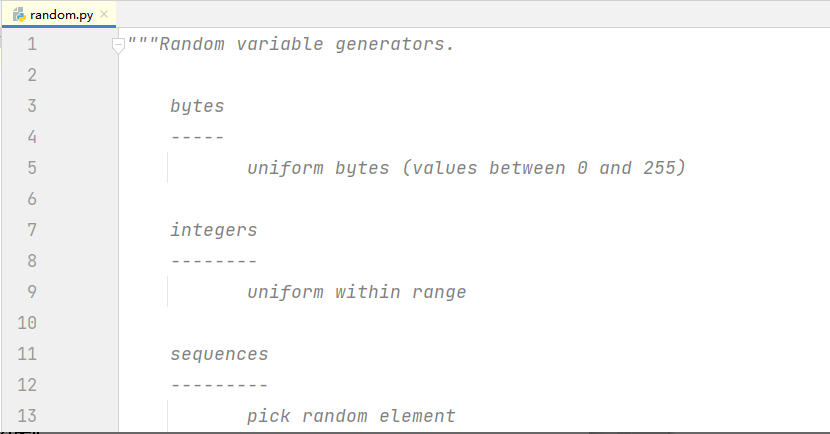 random.py
1 """Random variable generators.
2
3 bytes
4 -----
5 uniform bytes (values between 0 and 255)
6
7 integers
8 --------
9 uniform within range
10
11 sequences
12 ---------
13 pick random element